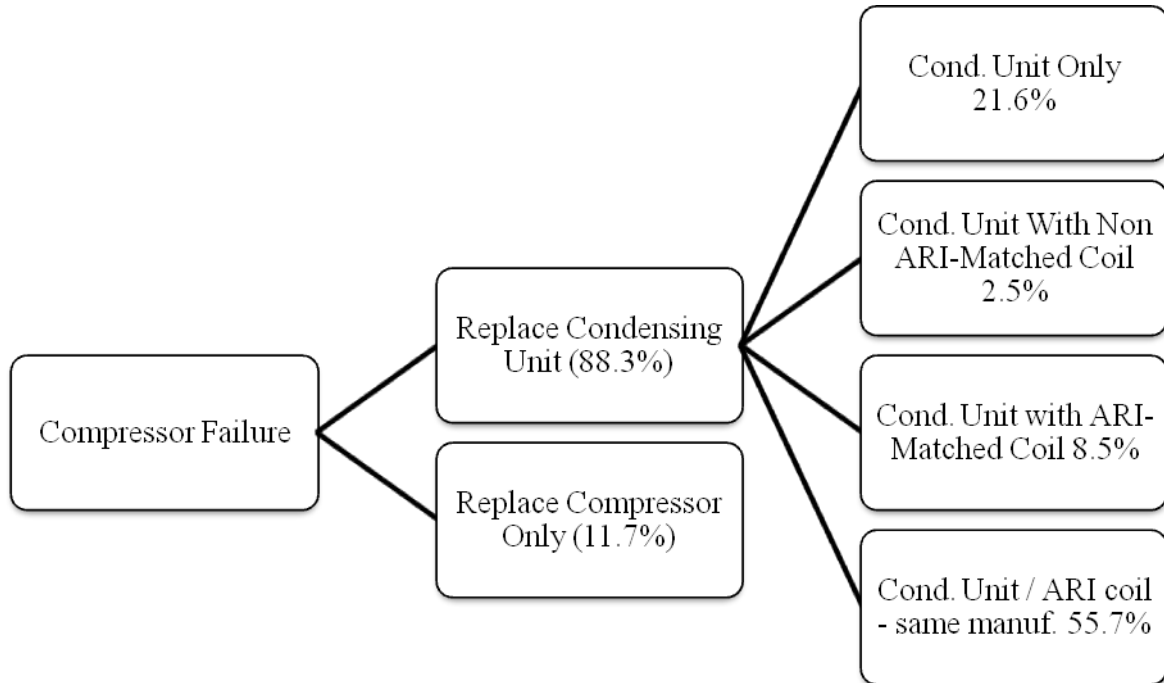 Compressor Failure
Replace Condensing
Unit (88.3%)
Replace Compressor
Only (11.7%)
Cond. Unit Only
21.6%
Cond. Unit With Non
ARI-Matched Coil
2.5%
Cond. Unit with ARI-
Matched Coil 8.5%
Cond. Unit / ARI coil
- same manuf. 55.7%